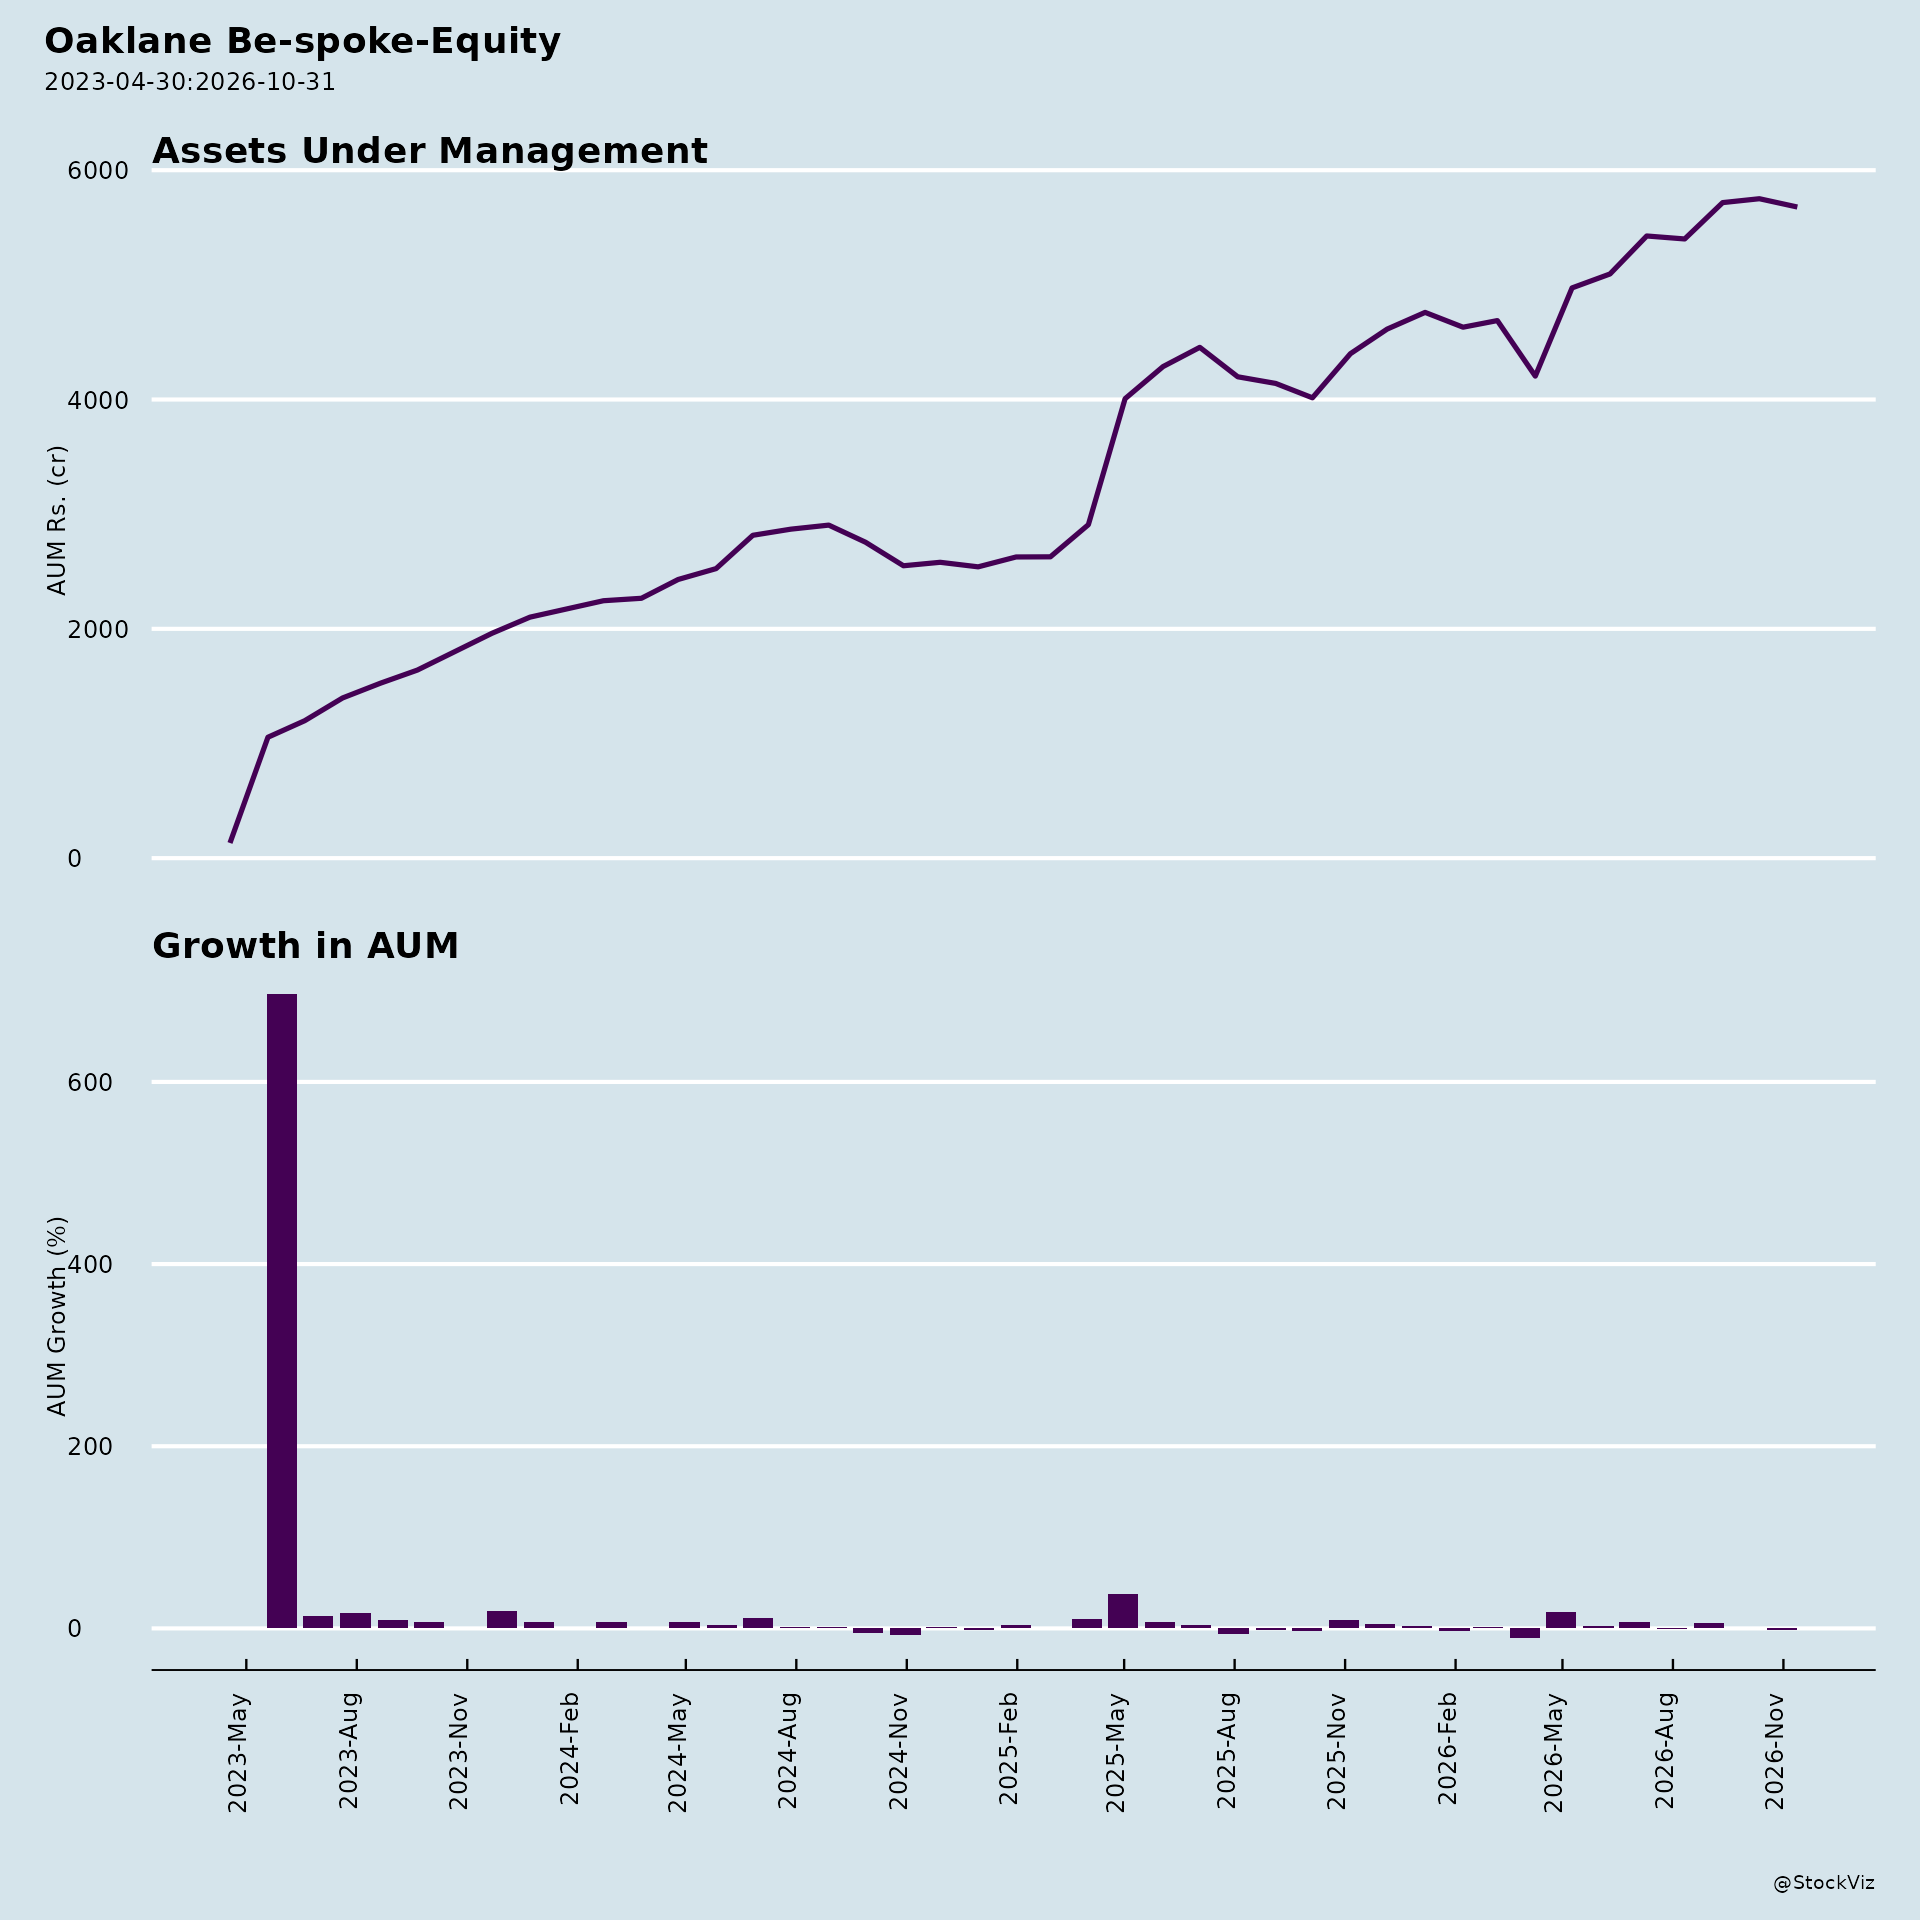 Oaklane Be-spoke-Equity
2023-04-30:2026-10-31
Assets Under Management
6000
4000
2000
0
AUM Rs. (cr)
Growth in AUM
600
400
200
0
AUM Growth (%)
2023-May
2023-Aug
2023-Nov
2024-Feb
2024-May
2024-Aug
2024-Nov
2025-Feb
2025-May
2025-Aug
2025-Nov
2026-Feb
2026-May
2026-Aug
2026-Nov
@StockViz